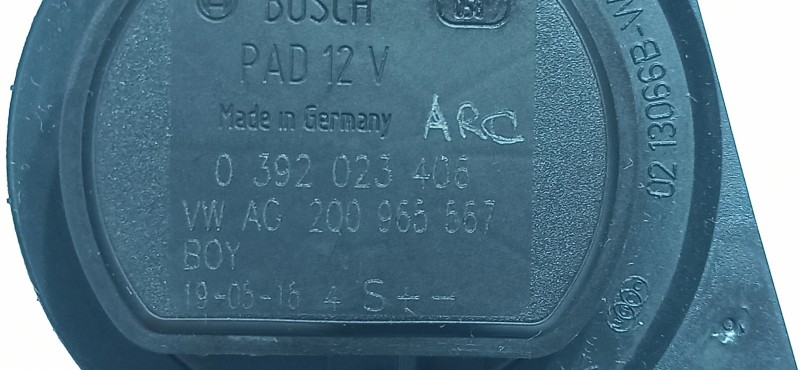 BOSCH
PAD 12 V
Made in Germany
ARC
0 392 023 406
VW AG 2Q0 965 567
BOY
19-05-16 4 S
02 13066B-W